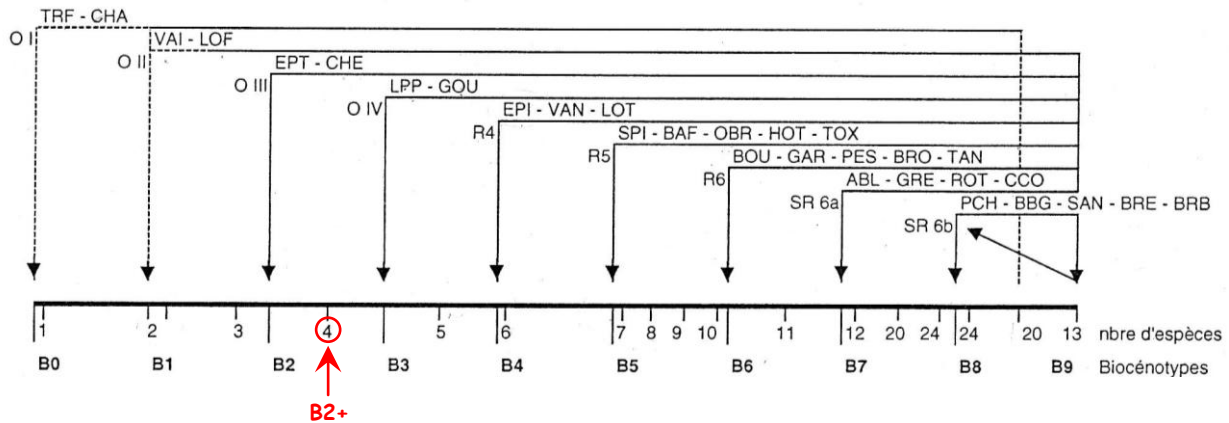 TRF - CHA
O I
VAI - LOF
O II
EPT - CHE
O III
LPP - GOU
O IV
EPI - VAN - LOT
R4
SPI - BAF - OBR - HOT - TOX
R5
BOU - GAR - PES - BRO - TAN
R6
ABL - GRE - ROT - CCO
SR 6a
PCH - BBG - SAN - BRE - BRB
SR 6b
1 2 3 4 5 6 7 8 9 10 11 12 20 24 24 20 13 nbre d'espèces
B0 B1 B2 B3 B4 B5 B6 B7 B8 B9 Biocénotypes
B2+